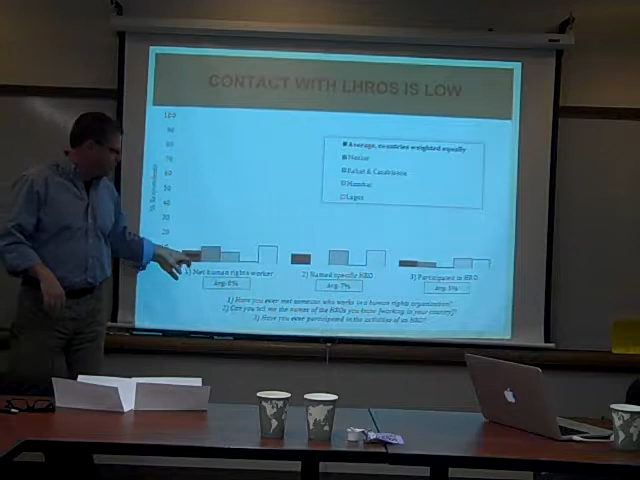 CONTACT WITH LHROS IS LOW
100
90
80
70
60
50
40
30
20
% Respondents
Average, countries weighted equally
Mexico
Rabat & Casablanca
Mumbai
Lagos
1) Met human rights worker
2) Named specific HRO
3) Participated in HRO
Avg: 8%
Avg: 7%
Avg: 5%
1) Have you ever met someone who works in a human rights organization?
2) Can you tell me the names of the HROs you know [working in your country]?
3) Have you ever participated in the activities of an HRO?